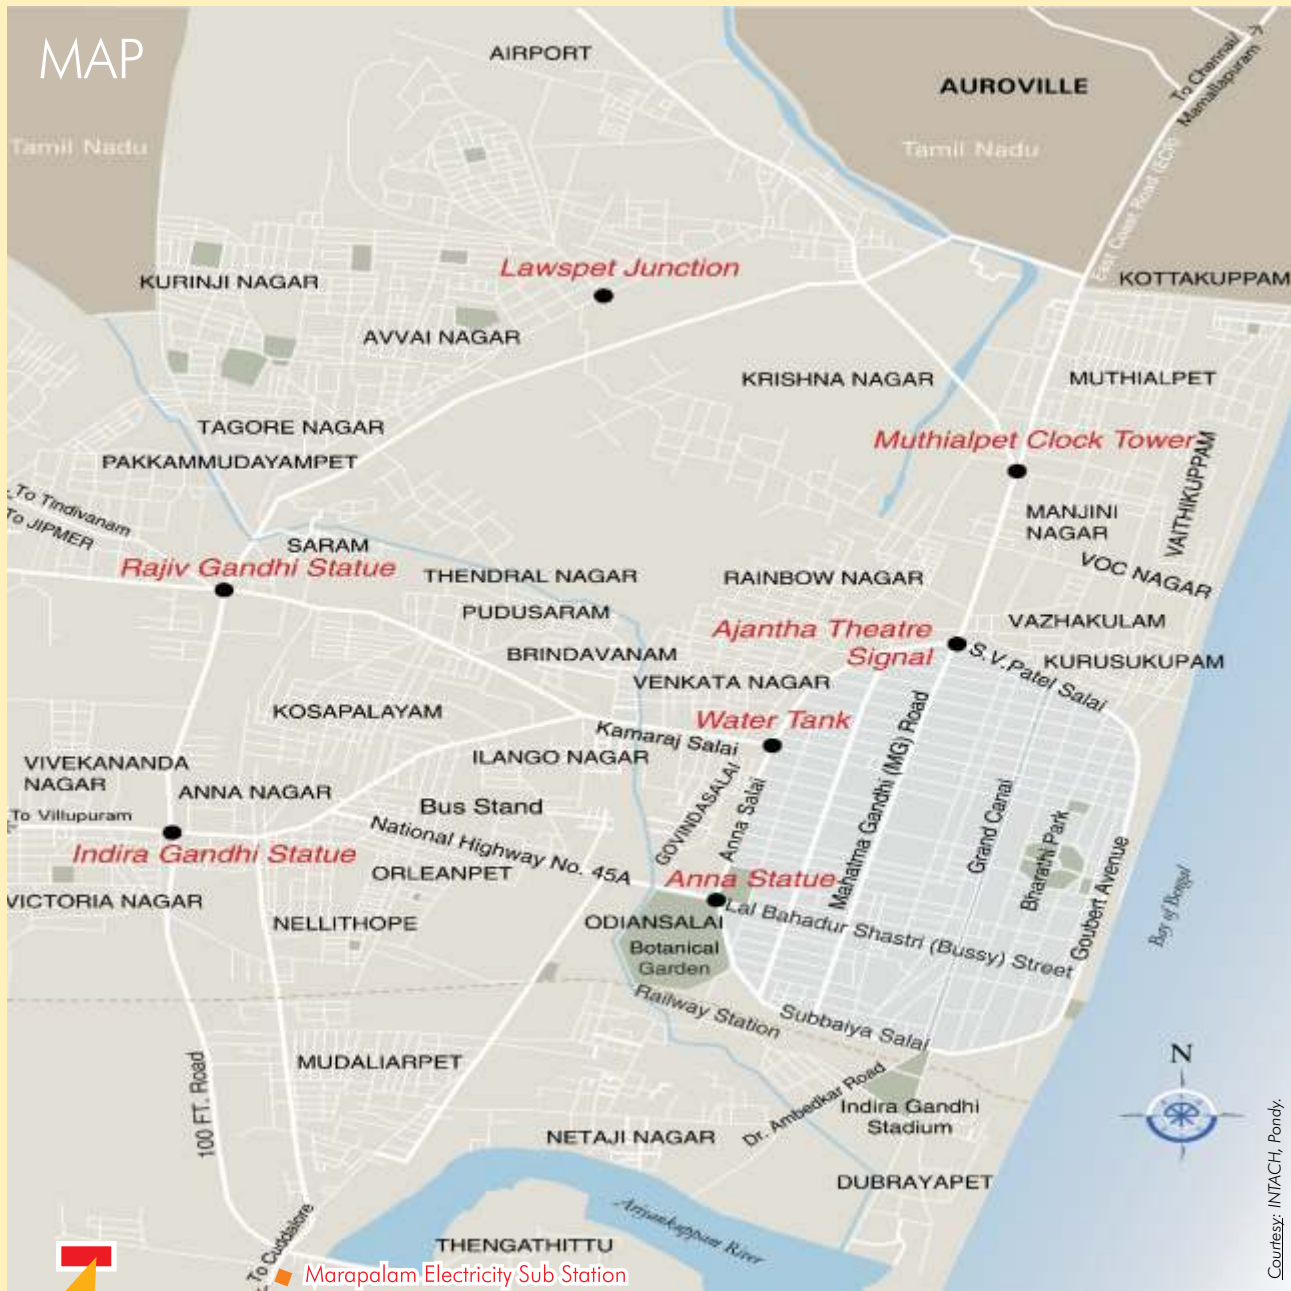 MAP
AIRPORT
AUROVILLE
Tamil Nadu
Tamil Nadu
To Chennai/
Mamallapuram
East Coast Road (ECR)
KOTTAKUPPAM
Lawspet Junction
KURINJI NAGAR
AVVAI NAGAR
KRISHNA NAGAR
MUTHIALPET
TAGORE NAGAR
Muthialpet Clock Tower
PAKKAMMUDAYAMPET
VAITHIKUPPAM
To Tindivanam
To JIPMER
MANJINI
NAGAR
SARAM
Rajiv Gandhi Statue
THENDRAL NAGAR
RAINBOW NAGAR
VOC NAGAR
PUDUSARAM
Ajantha Theatre
Signal
VAZHAKULAM
BRINDAVANAM
S.V.Patel Salai
KURUSUKUPAM
VENKATA NAGAR
KOSAPALAYAM
Water Tank
Kamaraj Salai
ILANGO NAGAR
VIVEKANANDA
NAGAR
ANNA NAGAR
Bus Stand
To Villupuram
GOVINDASALAI
Anna Salai
Mahatma Gandhi (MG) Road
Grand Canal
Bharathi Park
Goubert Avenue
National Highway No. 45A
Indira Gandhi Statue
ORLEANPET
Anna Statue
VICTORIA NAGAR
NELLITHOPE
ODIANSALAI
Lal Bahadur Shastri (Bussy) Street
Bay of Bengal
Botanical
Garden
Railway Station
Subbaiya Salai
100 FT. Road
MUDALIARPET
N
Dr. Ambedkar Road
Indira Gandhi
Stadium
NETAJI NAGAR
DUBRAYAPET
Ariyankuppam River
To Cuddalore
THENGATHITTU
Marapalam Electricity Sub Station
Courtesy: INTACH, Pondy.